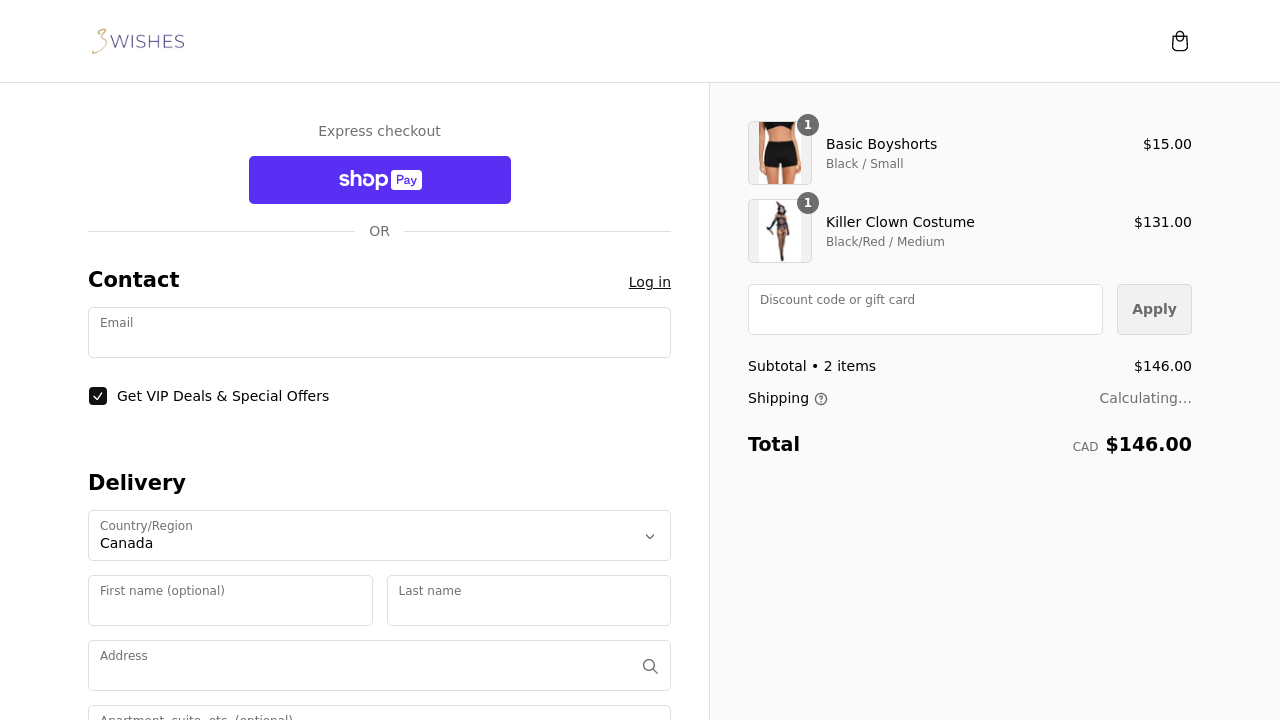 3WISHES
Express checkout
shop Pay
OR
Contact
Log in
Email
Get VIP Deals & Special Offers
Delivery
Country/Region
Canada
First name (optional)
Last name
Address
Apartment, suite, etc. (optional)
1
Basic Boyshorts
$15.00
Black / Small
1
Killer Clown Costume
$131.00
Black/Red / Medium
Discount code or gift card
Apply
Subtotal • 2 items
$146.00
Shipping
Calculating...
Total
CAD $146.00